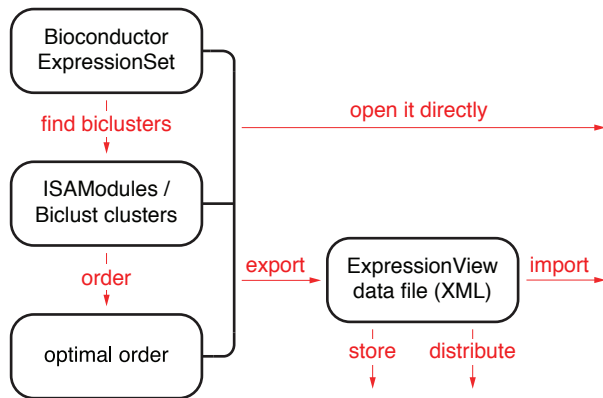 Bioconductor
ExpressionSet
find biclusters
open it directly
ISAModules /
Biclust clusters
order
export
ExpressionView
data file (XML)
import
optimal order
store
distribute